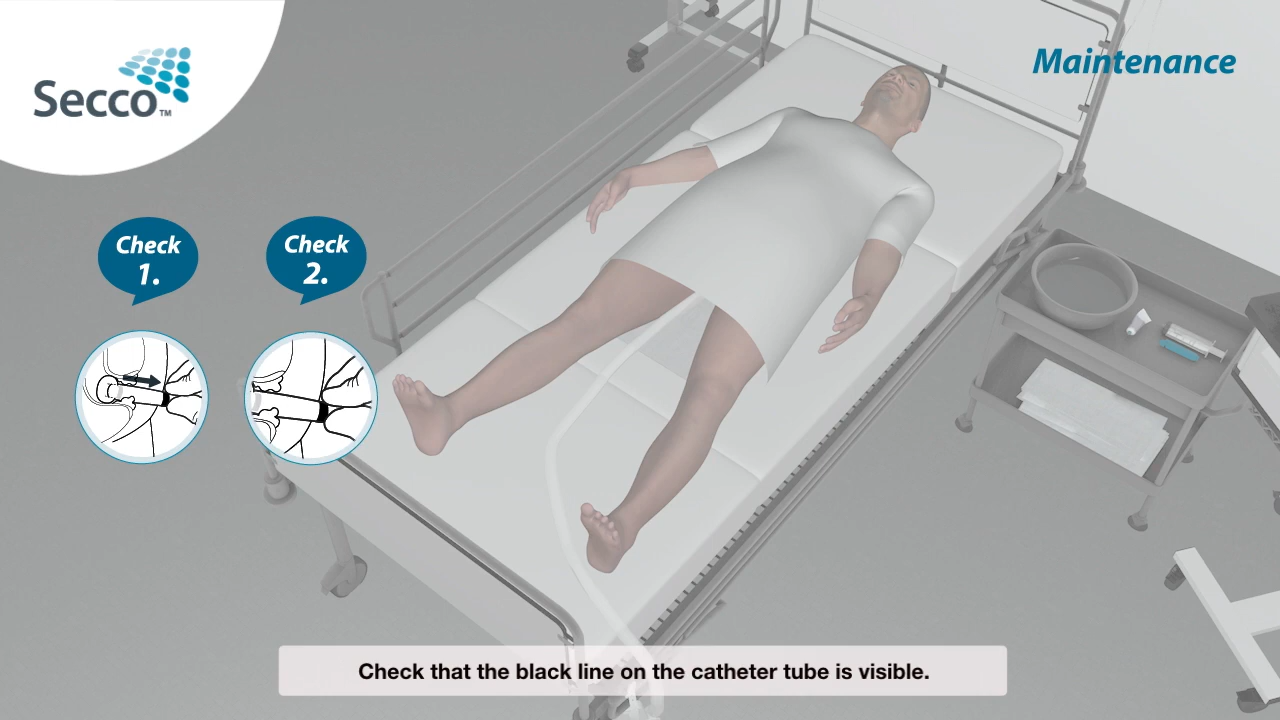 Secco™
Maintenance
Check
1.
Check
2.
Check that the black line on the catheter tube is visible.